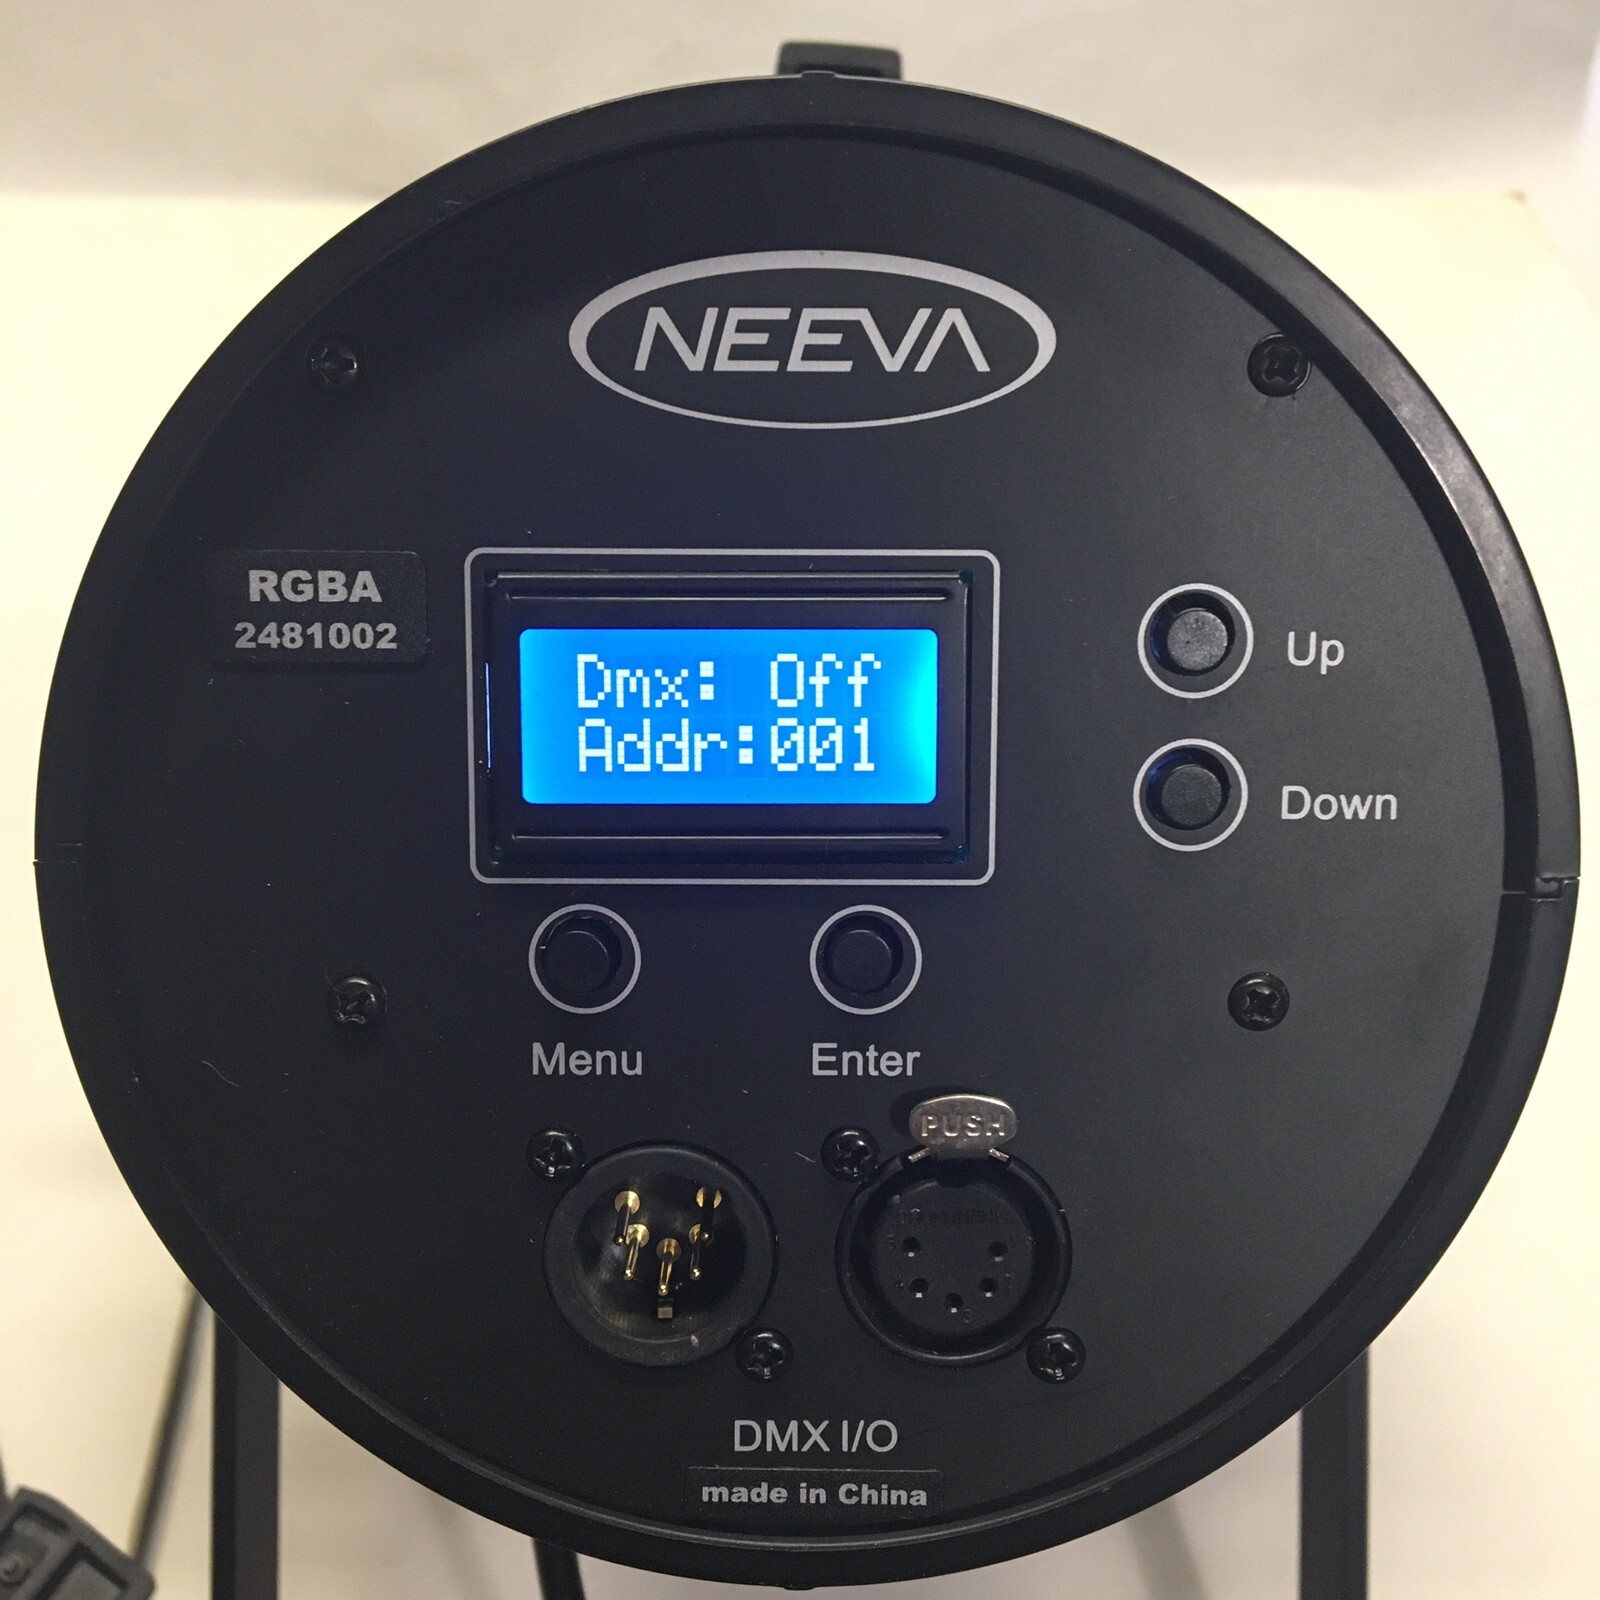 NEEVA
RGBA
2481002
Dmx: Off
Addr:001
Up
Down
Menu
Enter
PUSH
DMX I/O
made in China